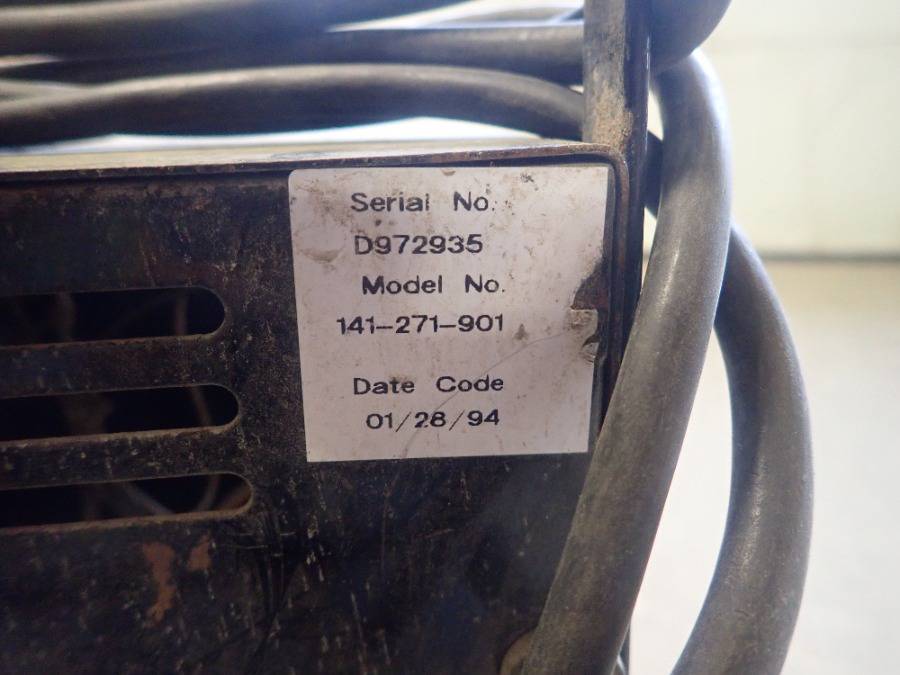 Serial No.
D972935
Model No.
141-271-901
Date Code
01/28/94